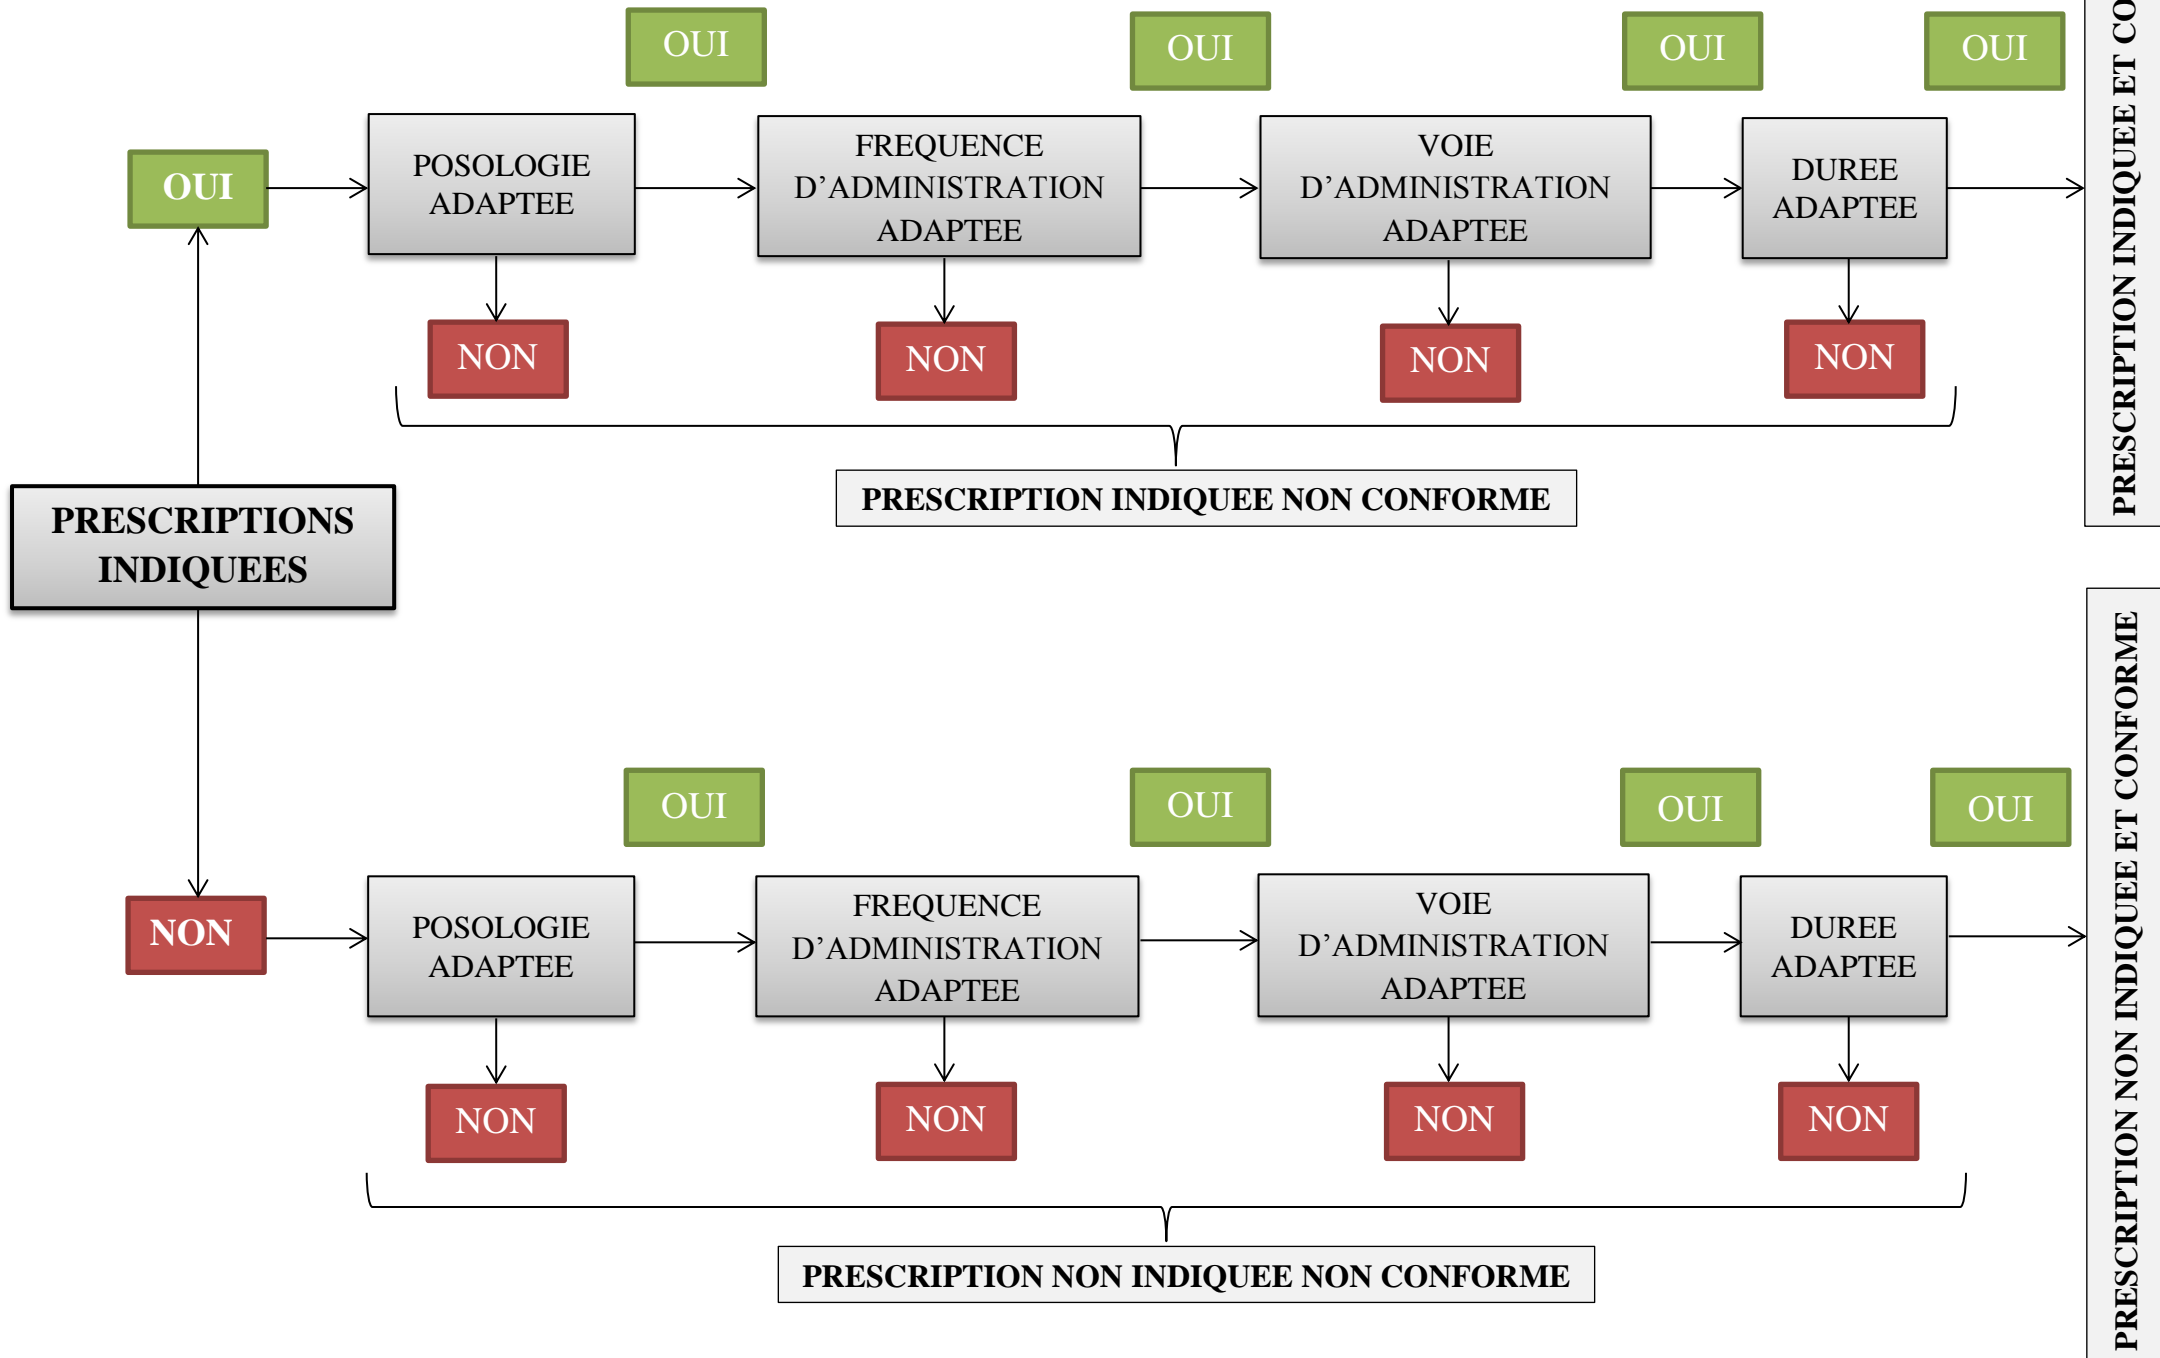 OUI
OUI
OUI
OUI
OUI
POSOLOGIE
ADAPTEE
FREQUENCE
D’ADMINISTRATION
ADAPTEE
VOIE
D’ADMINISTRATION
ADAPTEE
DUREE
ADAPTEE
NON
NON
NON
NON
PRESCRIPTION INDIQUEE NON CONFORME
PRESCRIPTION INDIQUEE ET
PRESCRIPTIONS
INDIQUEES
OUI
OUI
OUI
OUI
NON
POSOLOGIE
ADAPTEE
FREQUENCE
D’ADMINISTRATION
ADAPTEE
VOIE
D’ADMINISTRATION
ADAPTEE
DUREE
ADAPTEE
NON
NON
NON
NON
PRESCRIPTION NON INDIQUEE NON CONFORME
PRESCRIPTION NON INDIQUEE ET CONFORME